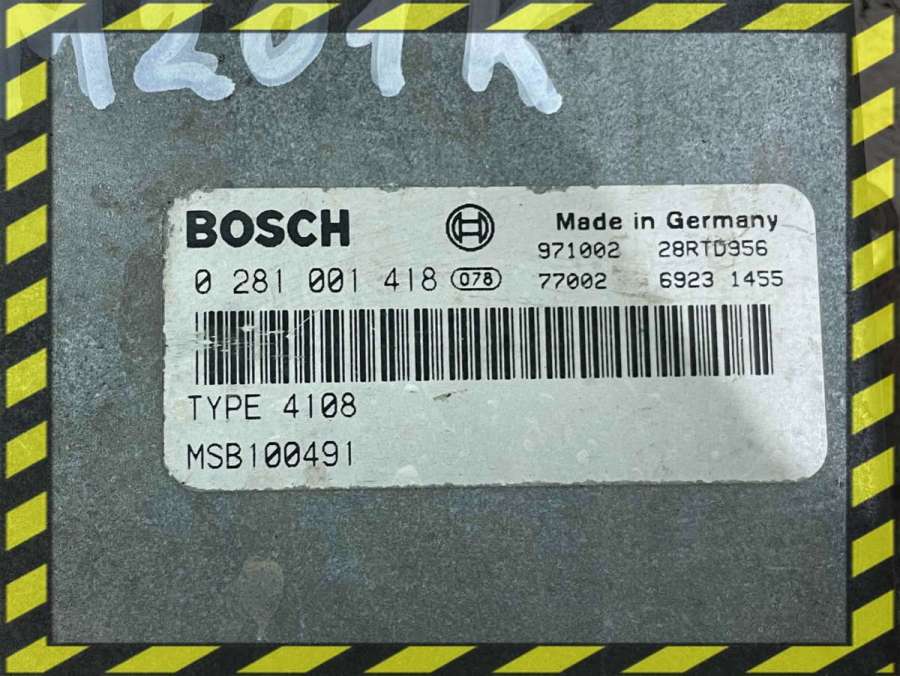 BOSCH Made in Germany
971002 28RTD956
0 281 001 418 078 77002 6923 1455
TYPE 4108
MSB100491